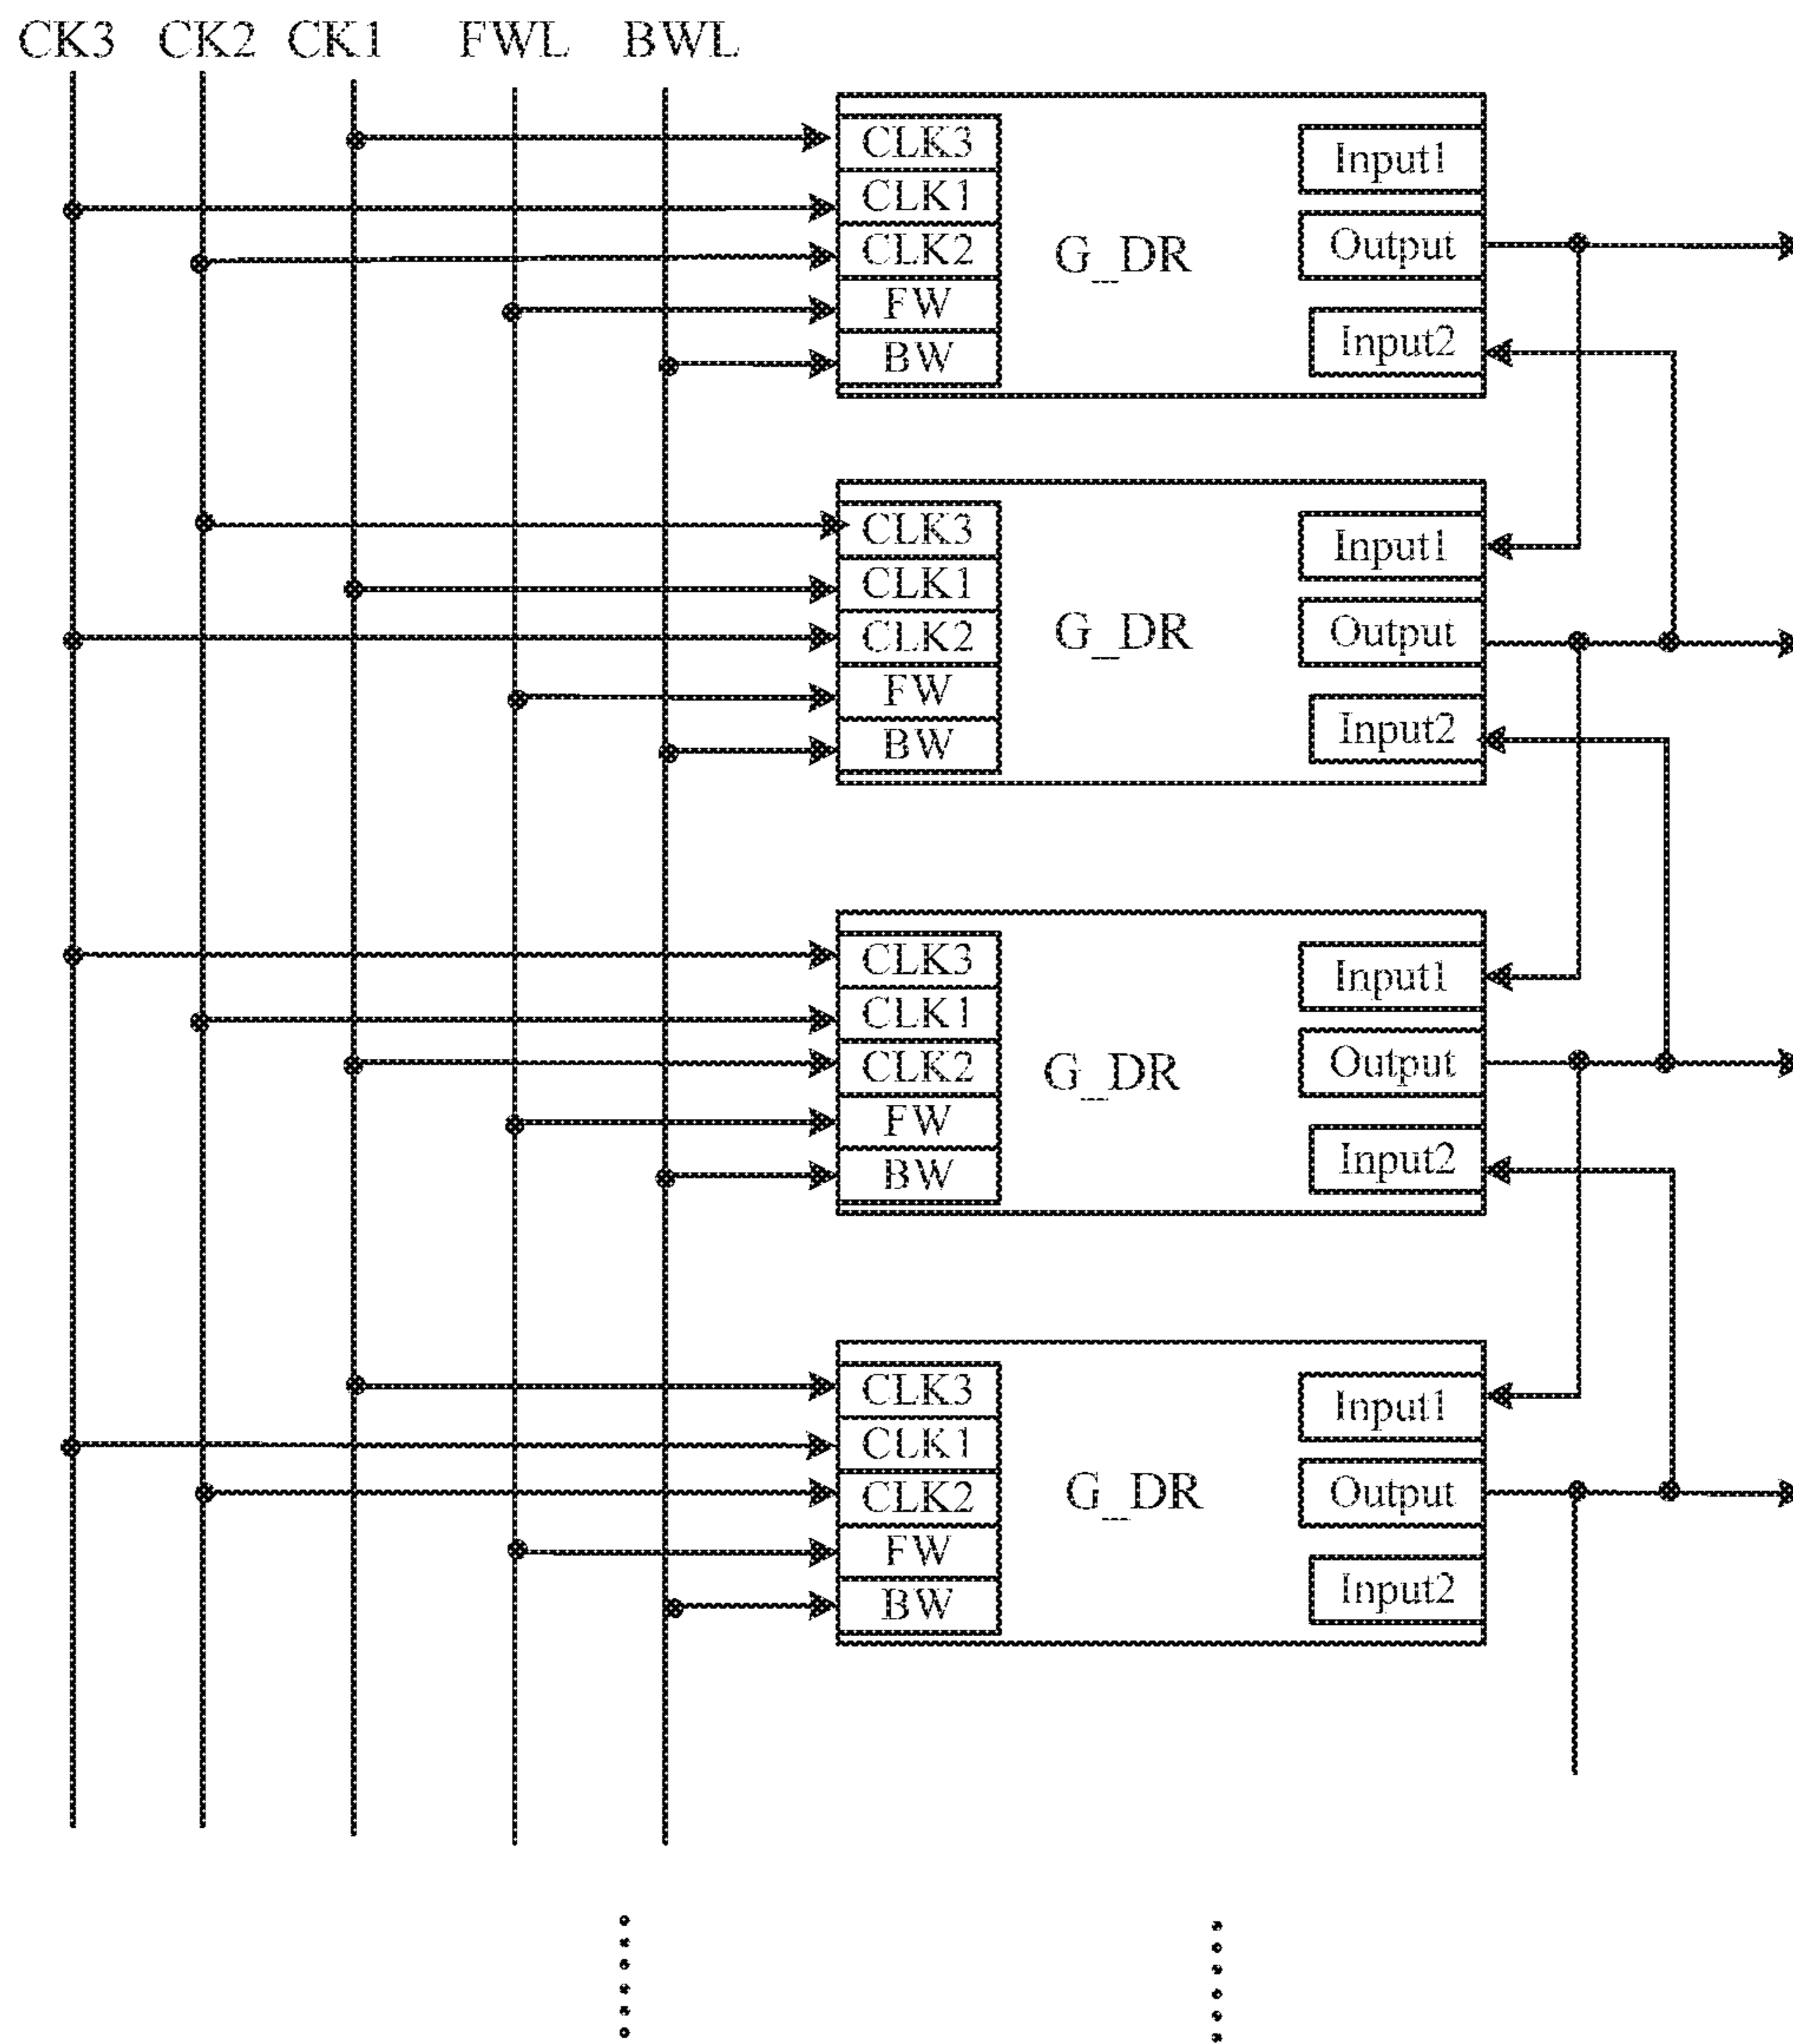 CK3 CK2 CK1 FWL BWL
CLK3
CLK1
CLK2
FW
BW
G_DR
Input1
Output
Input2
CLK3
CLK1
CLK2
FW
BW
G_DR
Input1
Output
Input2
CLK3
CLK1
CLK2
FW
BW
G_DR
Input1
Output
Input2
CLK3
CLK1
CLK2
FW
BW
G_DR
Input1
Output
Input2